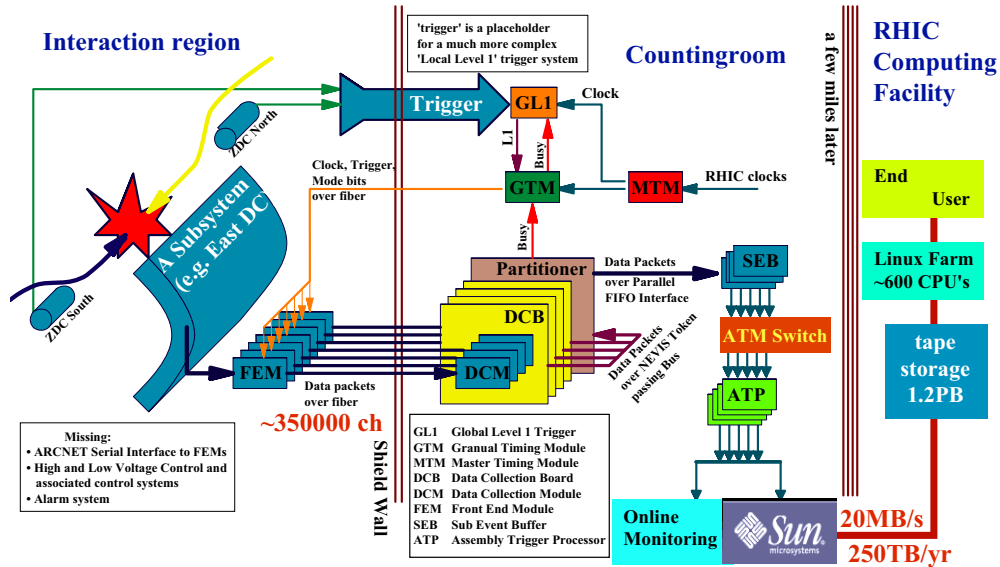 Interaction region
'trigger' is a placeholder
for a much more complex
'Local Level 1' trigger system
Countingroom
a few miles later
RHIC
Computing
Facility
ZDC North
Trigger
GL1
Clock
L1
Busy
Clock, Trigger,
Mode bits
over fiber
GTM
MTM
RHIC clocks
End
User
A Subsystem
(e.g. East DC)
ZDC South
Busy
Partitioner
Data Packets
over Parallel
FIFO Interface
SEB
Linux Farm
~600 CPU's
DCB
ATM Switch
Data Packets
over NEVIS Token
passing Bus
FEM
DCM
Data packets
over fiber
ATP
tape
storage
1.2PB
~350000 ch
Missing:
• ARCNET Serial Interface to FEMs
• High and Low Voltage Control and
associated control systems
• Alarm system
Shield Wall
GL1 Global Level 1 Trigger
GTM Granual Timing Module
MTM Master Timing Module
DCB Data Collection Board
DCM Data Collection Module
FEM Front End Module
SEB Sub Event Buffer
ATP Assembly Trigger Processor
Online
Monitoring
Sun
microsystems
20MB/s
250TB/yr